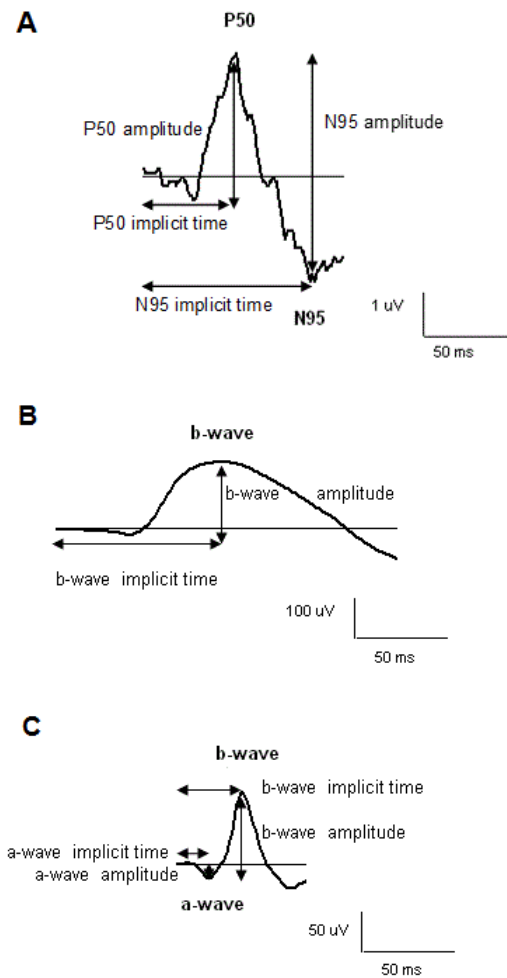 A
P50
P50 amplitude
N95 amplitude
P50 implicit time
N95 implicit time
N95
1 uV
50 ms
B
b-wave
b-wave amplitude
b-wave implicit time
100 uV
50 ms
C
b-wave
b-wave implicit time
b-wave amplitude
a-wave implicit time
a-wave amplitude
a-wave
50 uV
50 ms